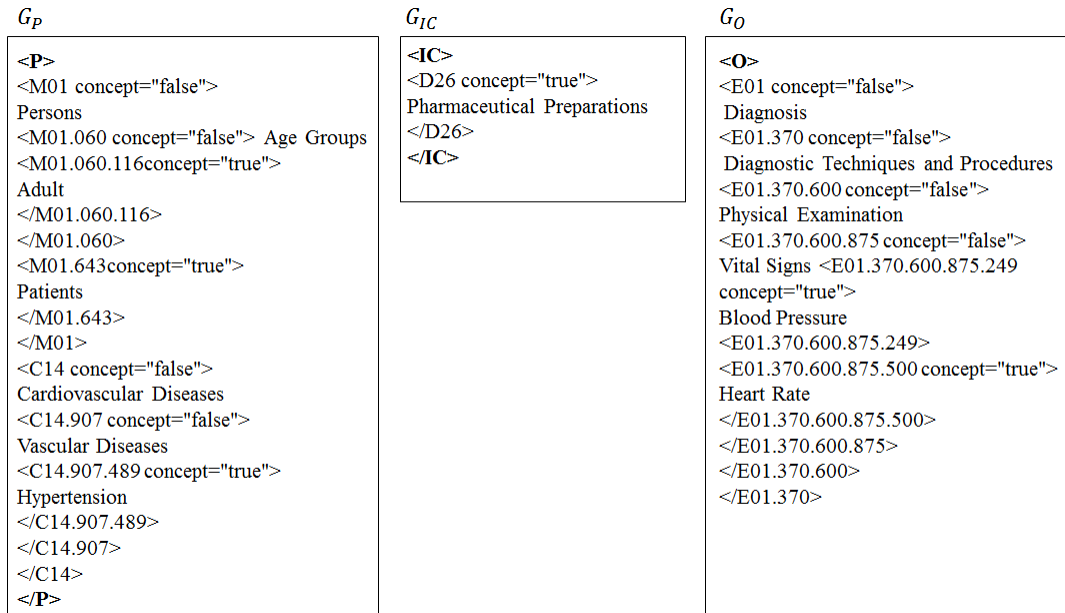 G_P
<P>
<M01 concept="false">
Persons
<M01.060 concept="false"> Age Groups
<M01.060.116concept="true">
Adult
</M01.060.116>
</M01.060>
<M01.643concept="true">
Patients
</M01.643>
</M01>
<C14 concept="false">
Cardiovascular Diseases
<C14.907 concept="false">
Vascular Diseases
<C14.907.489 concept="true">
Hypertension
</C14.907.489>
</C14.907>
</C14>
</P>
G_IC
<IC>
<D26 concept="true">
Pharmaceutical Preparations
</D26>
</IC>
G_O
<O>
<E01 concept="false">
Diagnosis
<E01.370 concept="false">
Diagnostic Techniques and Procedures
<E01.370.600 concept="false">
Physical Examination
<E01.370.600.875 concept="false">
Vital Signs <E01.370.600.875.249
concept="true">
Blood Pressure
<E01.370.600.875.249>
<E01.370.600.875.500 concept="true">
Heart Rate
</E01.370.600.875.500>
</E01.370.600.875>
</E01.370.600>
</E01.370>